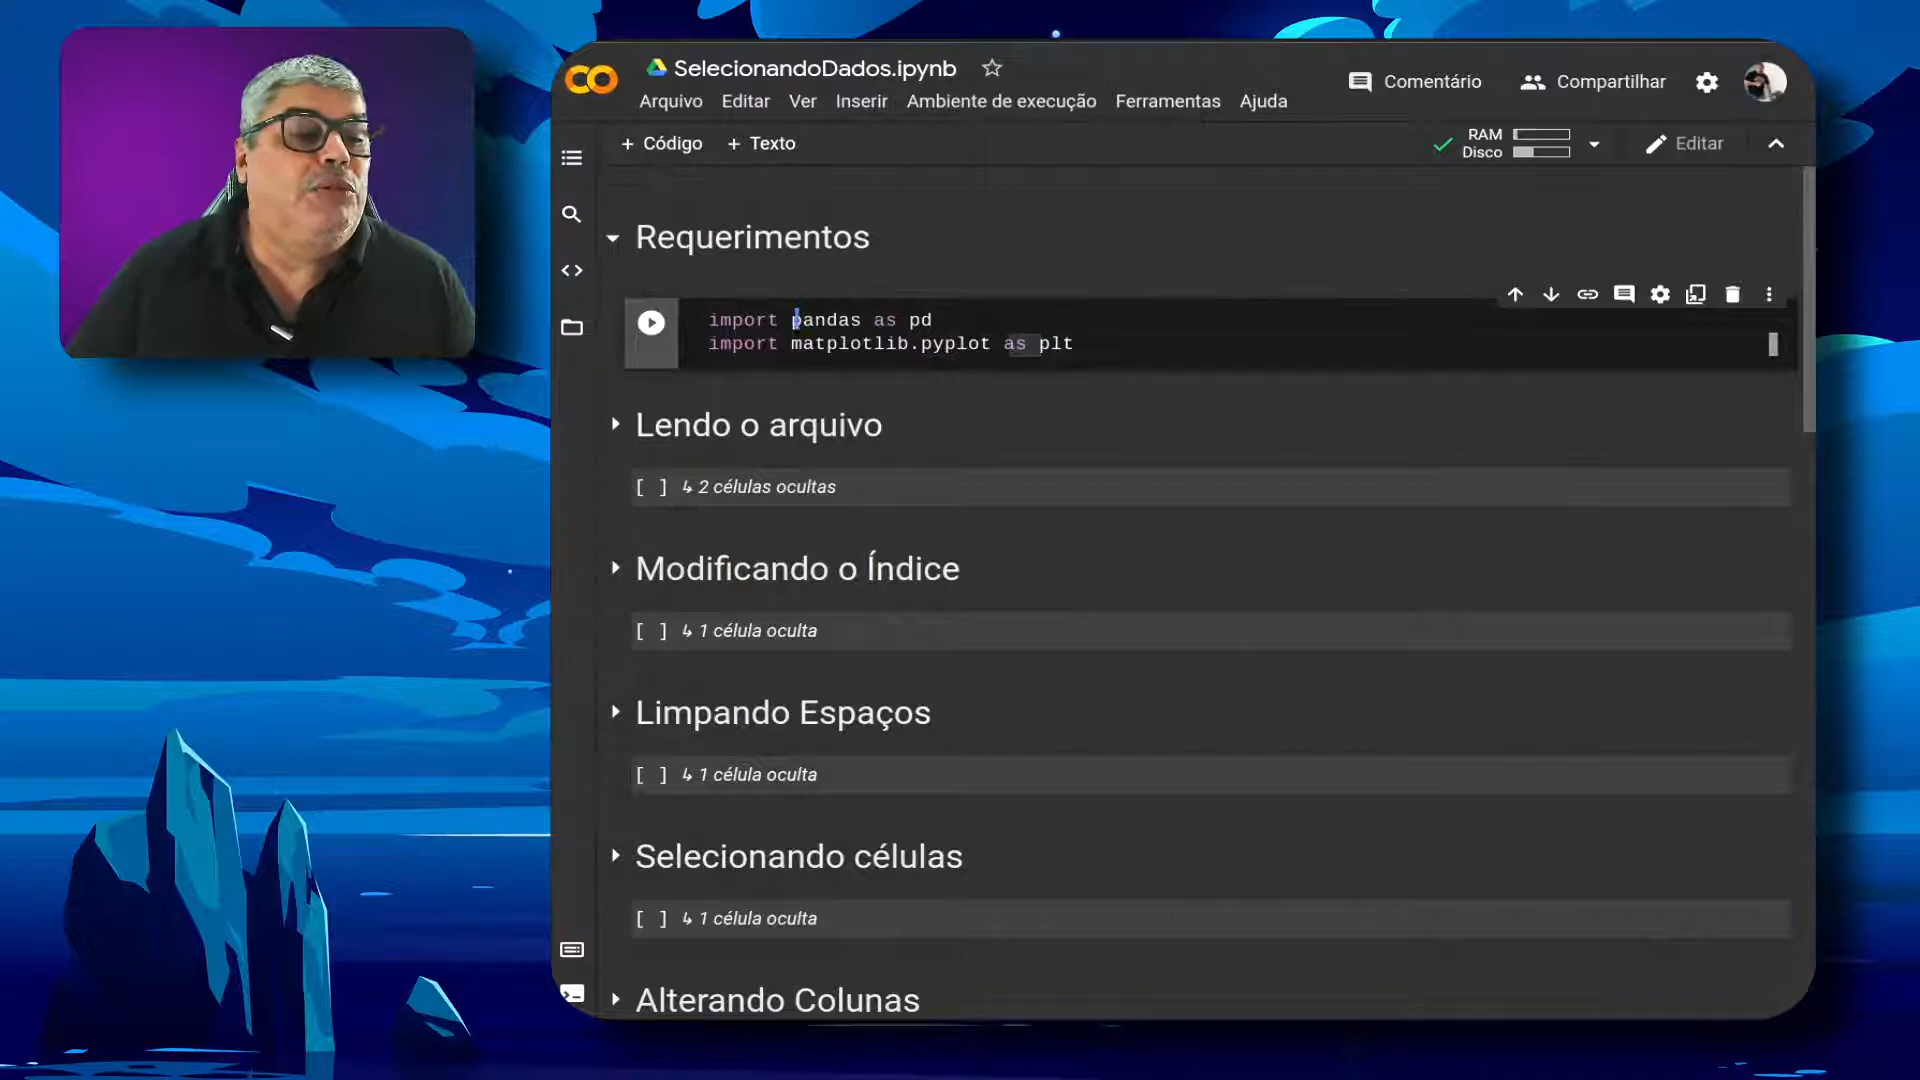 SelecionandoDados.ipynb
Comentário
Compartilhar
Arquivo Editar Ver Inserir Ambiente de execução Ferramentas Ajuda
+ Código + Texto
RAM
Disco
Editar
Requerimentos
import pandas as pd
import matplotlib.pyplot as plt
Lendo o arquivo
[ ] ↳ 2 células ocultas
Modificando o Índice
[ ] ↳ 1 célula oculta
Limpando Espaços
[ ] ↳ 1 célula oculta
Selecionando células
[ ] ↳ 1 célula oculta
Alterando Colunas